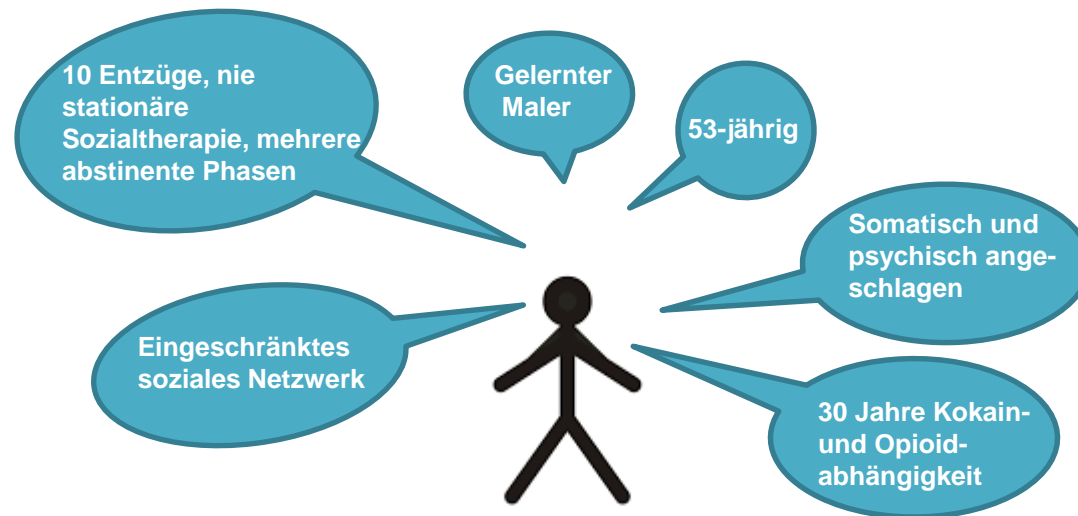 10 Entzüge, nie
stationäre
Sozialtherapie, mehrere
abstinente Phasen
Gelernter
Maler
53-jährig
Somatisch und
psychisch ange-
schlagen
Eingeschränktes
soziales Netzwerk
30 Jahre Kokain-
und Opioid-
abhängigkeit